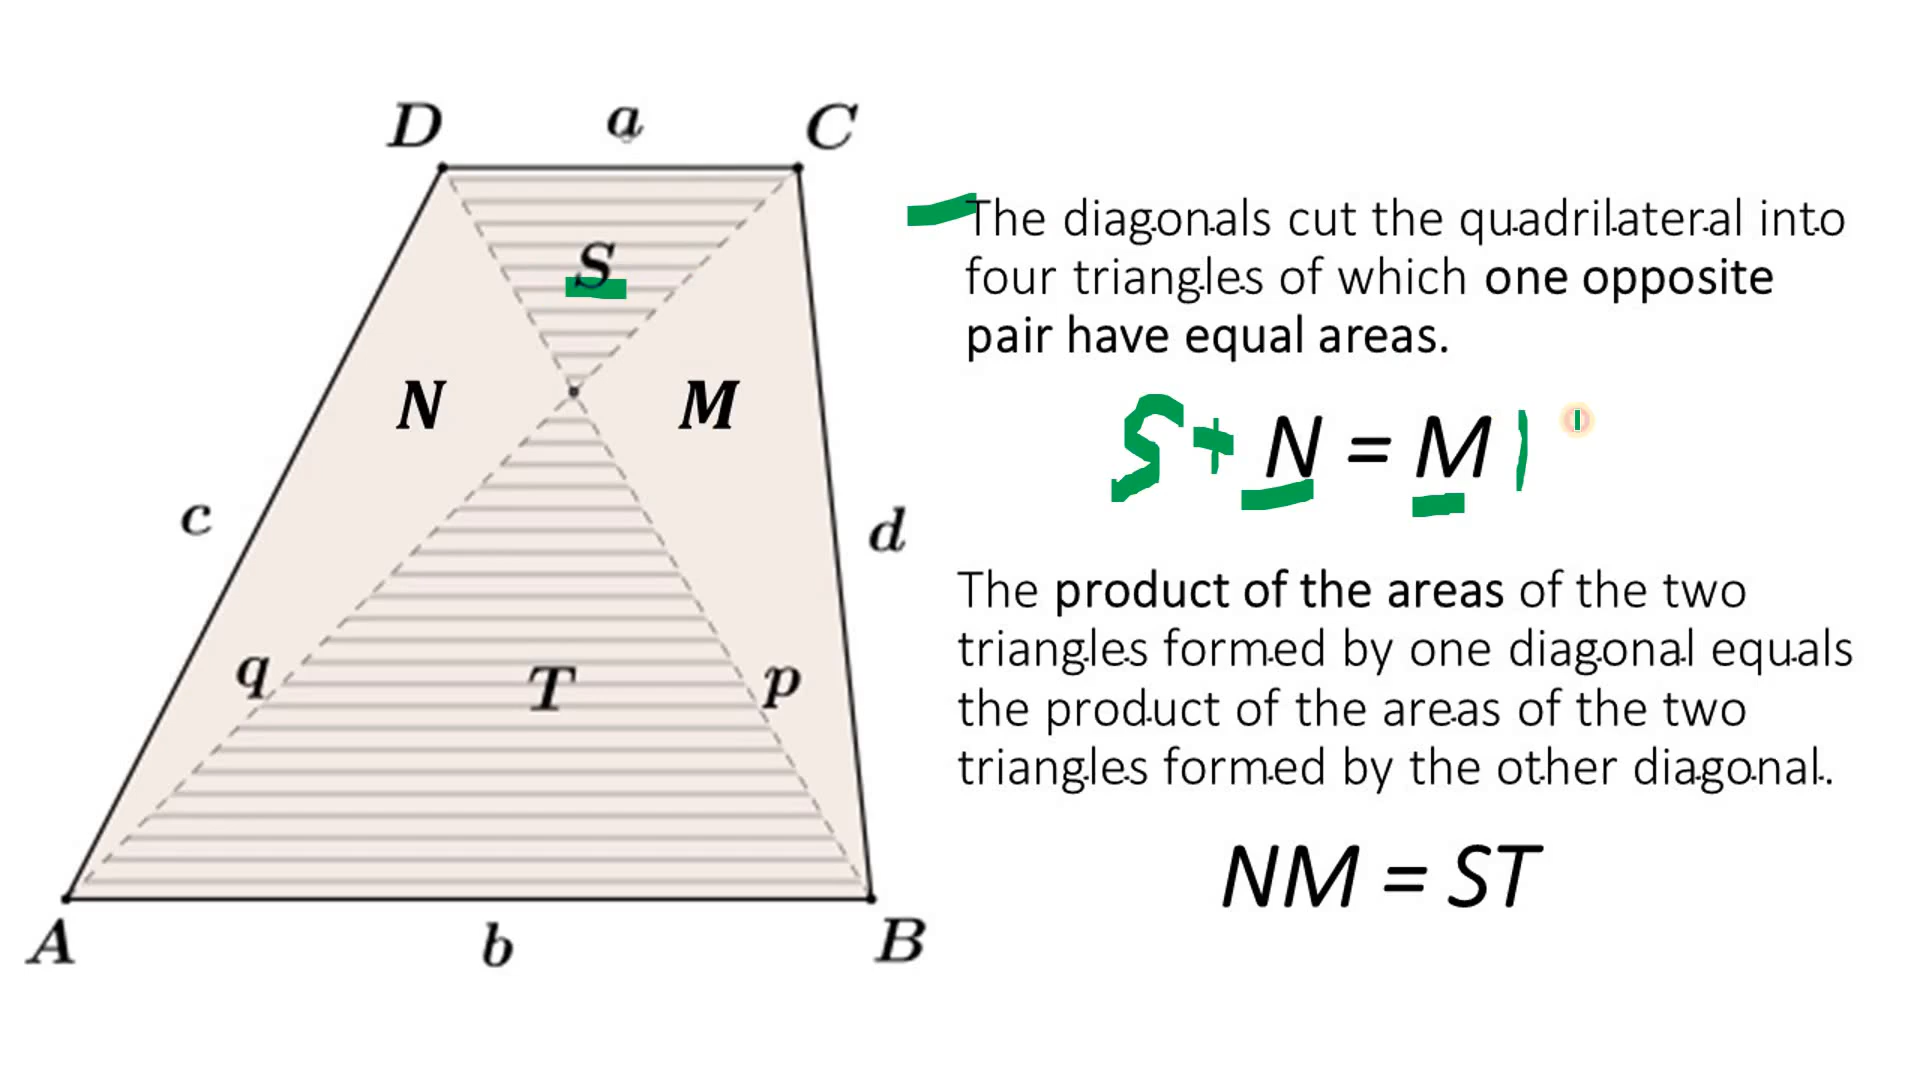 D a C
S
N M
c d
q T p
A b B
The diagonals cut the quadrilateral into
four triangles of which one opposite
pair have equal areas.
S+ N = M |
The product of the areas of the two
triangles formed by one diagonal equals
the product of the areas of the two
triangles formed by the other diagonal.
NM = ST